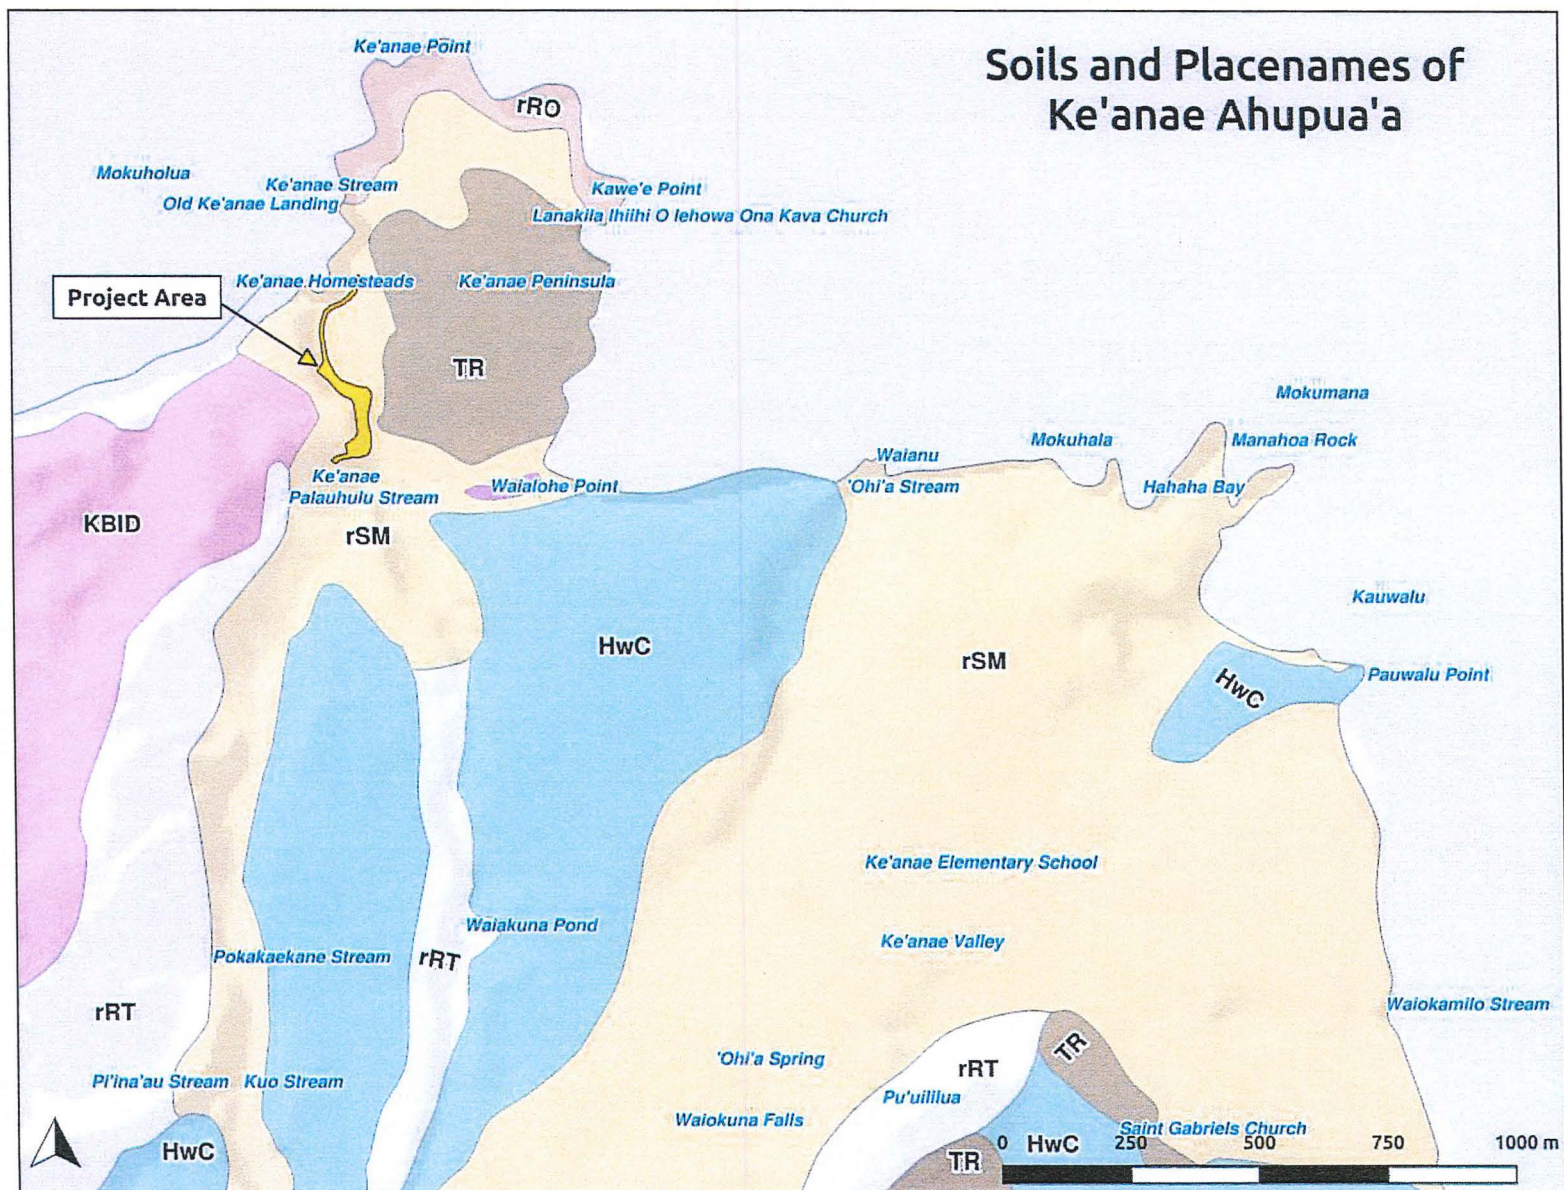 Soils and Placenames of
Ke'anae Ahupua'a
Ke'anae Point
rRO
Mokuholua
Ke'anae Stream
Old Ke'anae Landing
Kawe'e Point
Lanakila Ihiihi O Iehowa Ona Kava Church
Ke'anae Homesteads
Ke'anae Peninsula
Project Area
TR
Mokumana
Mokuhala
Manahoa Rock
Waianu
Ke'anae
Palauhulu Stream
Waialohe Point
'Ohi'a Stream
Hahaha Bay
KBID
rSM
Kauwalu
HwC
rSM
HwC
Pauwalu Point
Ke'anae Elementary School
Waiakuna Pond
Ke'anae Valley
Pokakaekane Stream
rRT
rRT
Waiokamilo Stream
'Ohi'a Spring
rRT
TR
Pi'ina'au Stream
Kuo Stream
Pu'uililua
Waiokuna Falls
Saint Gabriels Church
HwC
TR
HwC
0 250 500 750 1000 m